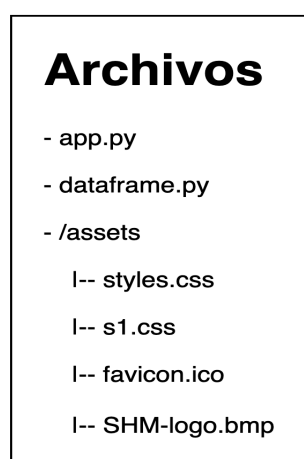 Archivos
- app.py
- dataframe.py
- /assets
|-- styles.css
|-- s1.css
|-- favicon.ico
|-- SHM-logo.bmp